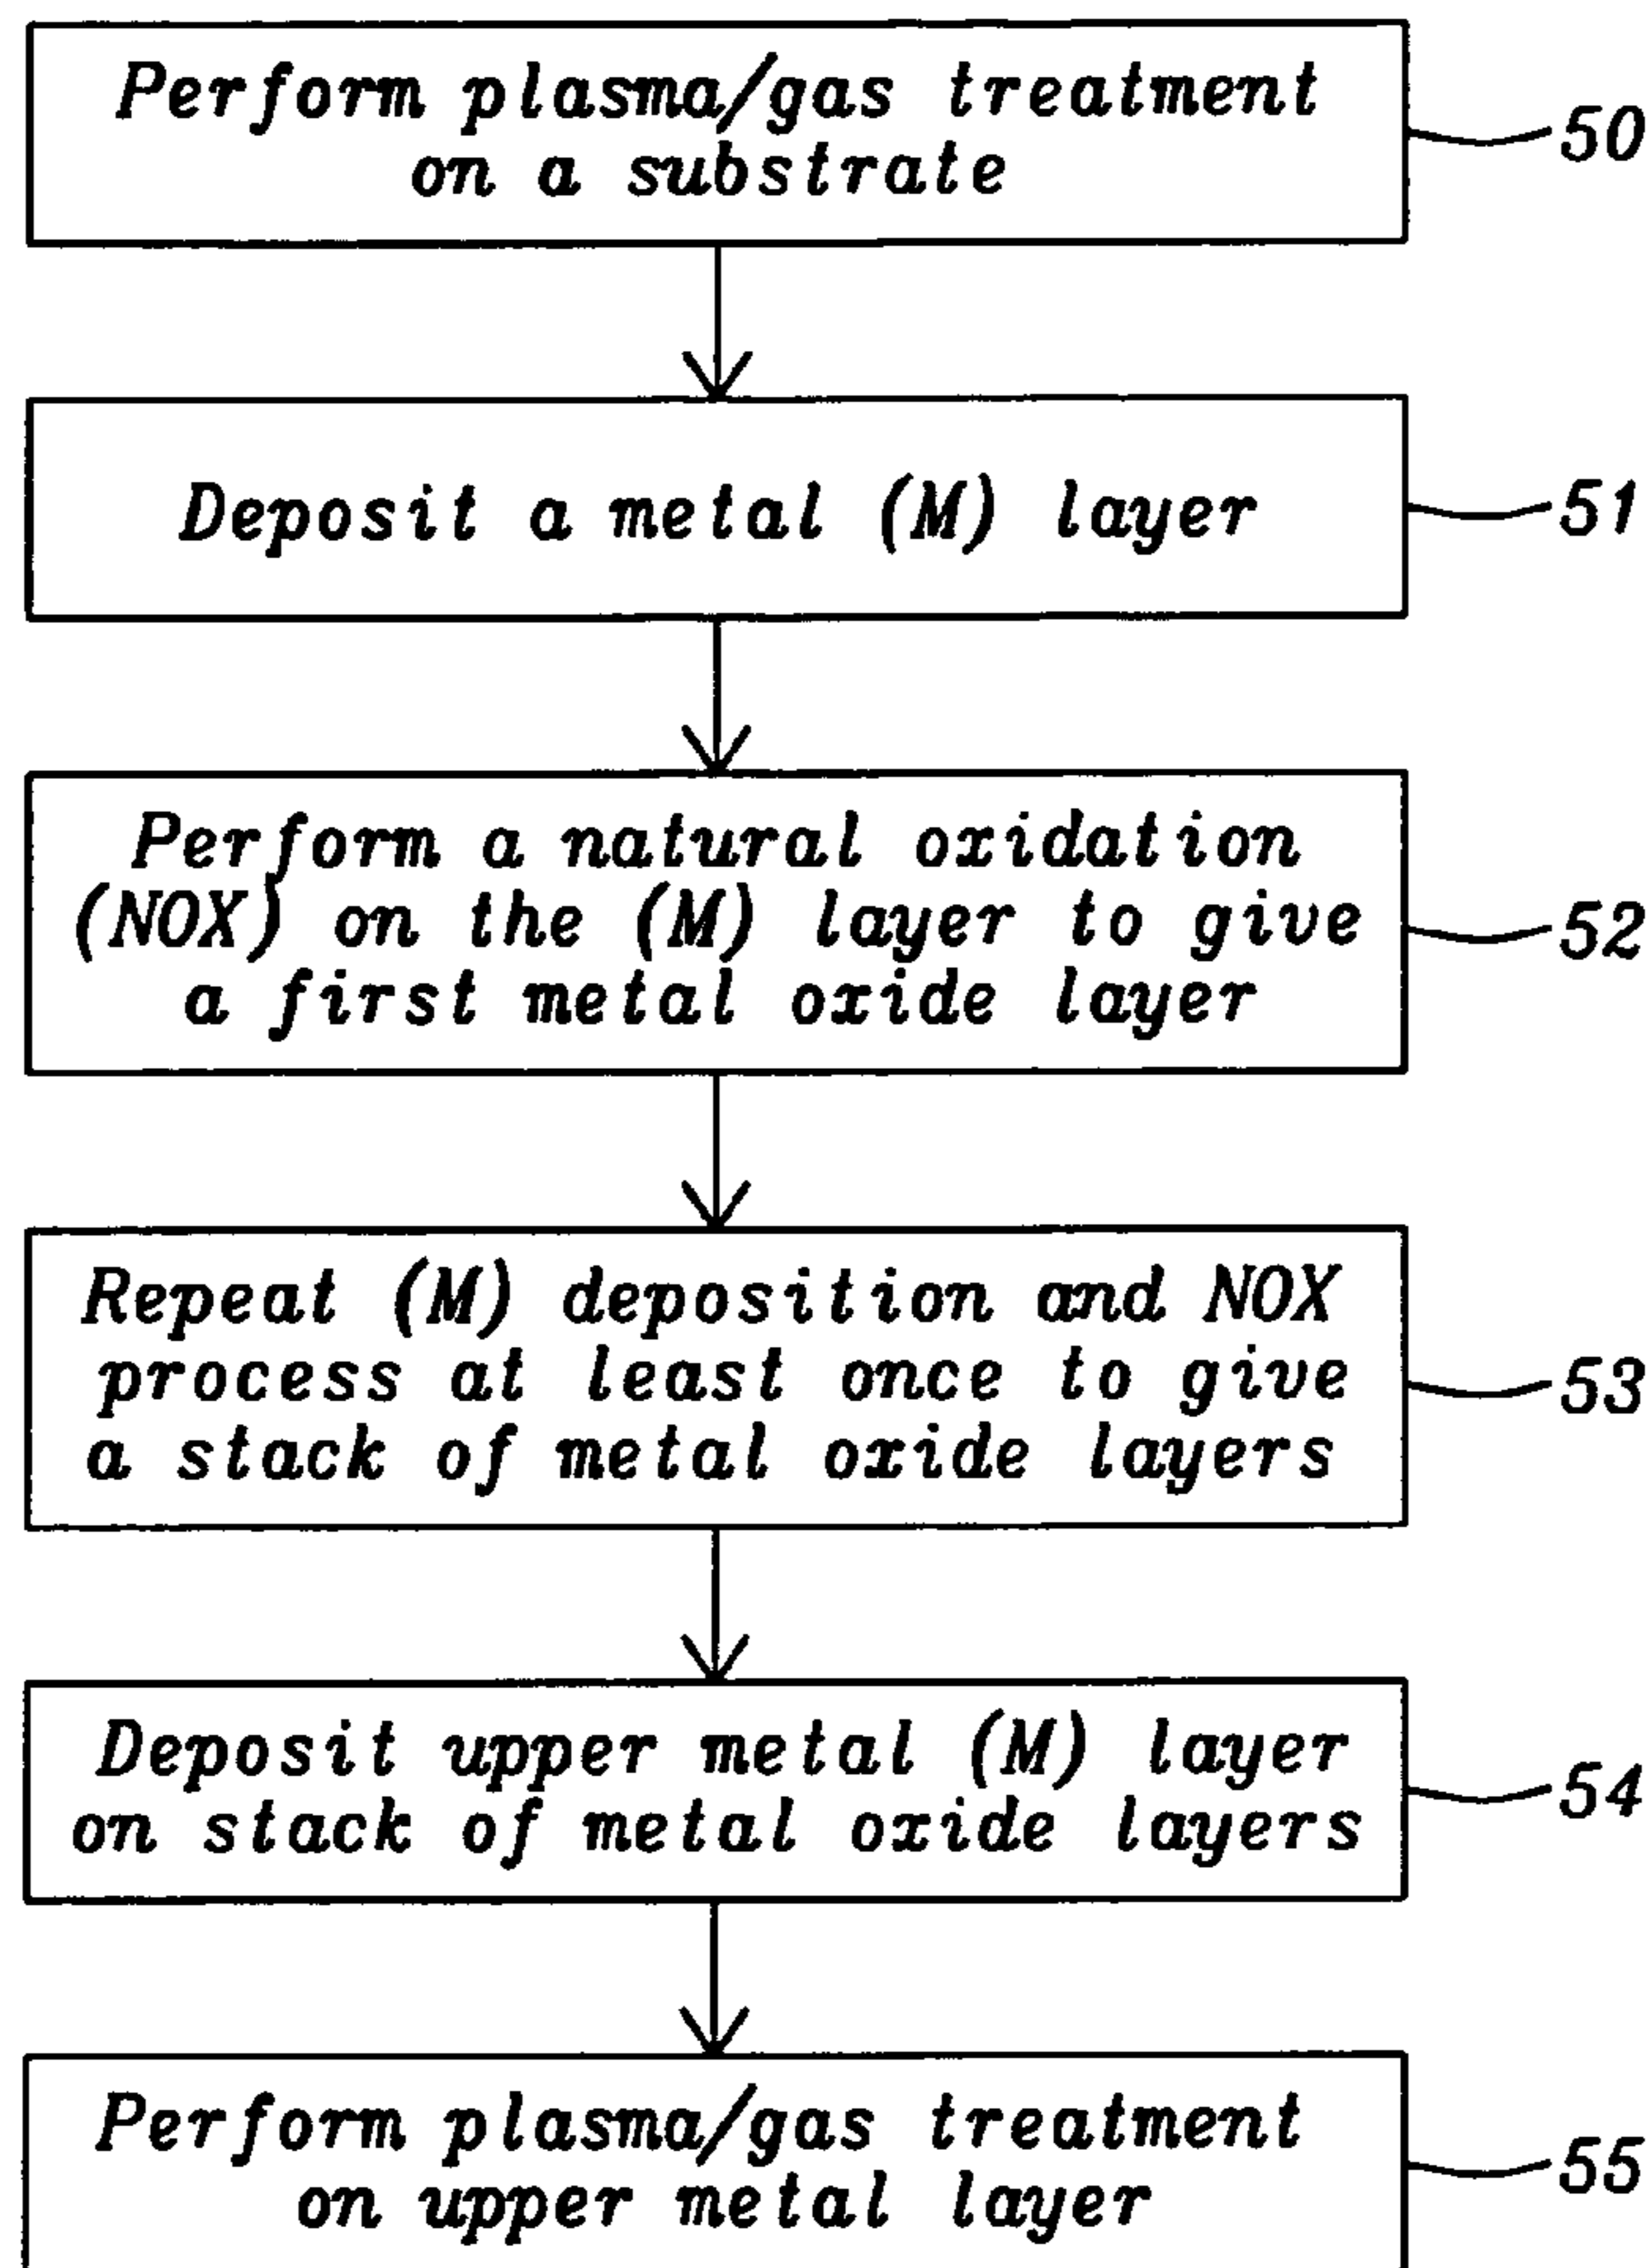 Perform plasma/gas treatment
on a substrate
50
Deposit a metal (M) layer
51
Perform a natural oxidation
(NOX) on the (M) layer to give
a first metal oxide layer
52
Repeat (M) deposition and NOX
process at least once to give
a stack of metal oxide layers
53
Deposit upper metal (M) layer
on stack of metal oxide layers
54
Perform plasma/gas treatment
on upper metal layer
55